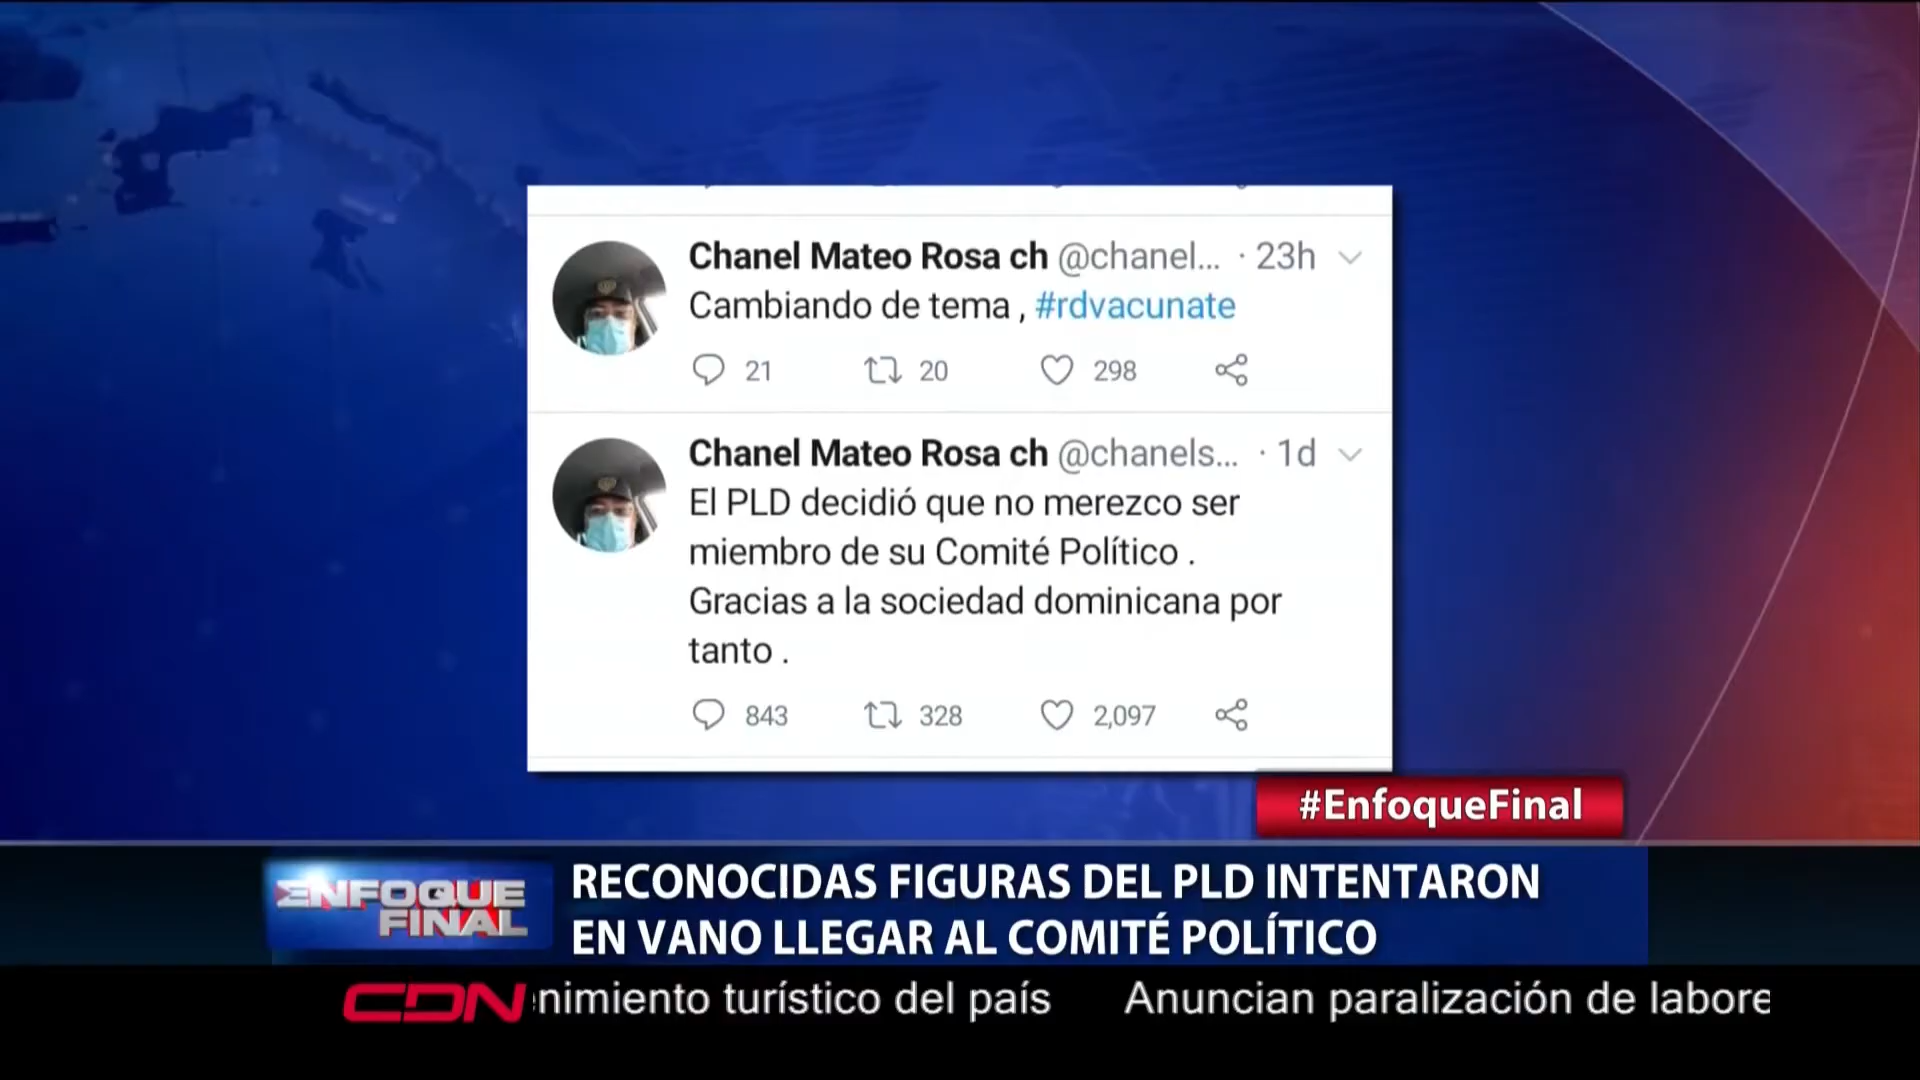 Chanel Mateo Rosa ch @chanel... · 23h
Cambiando de tema , #rdvacunate
21 20 298
Chanel Mateo Rosa ch @chanels... · 1d
El PLD decidió que no merezco ser
miembro de su Comité Político .
Gracias a la sociedad dominicana por
tanto .
843 328 2,097
#EnfoqueFinal
ENFOQUE
FINAL
RECONOCIDAS FIGURAS DEL PLD INTENTARON
EN VANO LLEGAR AL COMITÉ POLÍTICO
CDN
nimiento turístico del país Anuncian paralización de labore